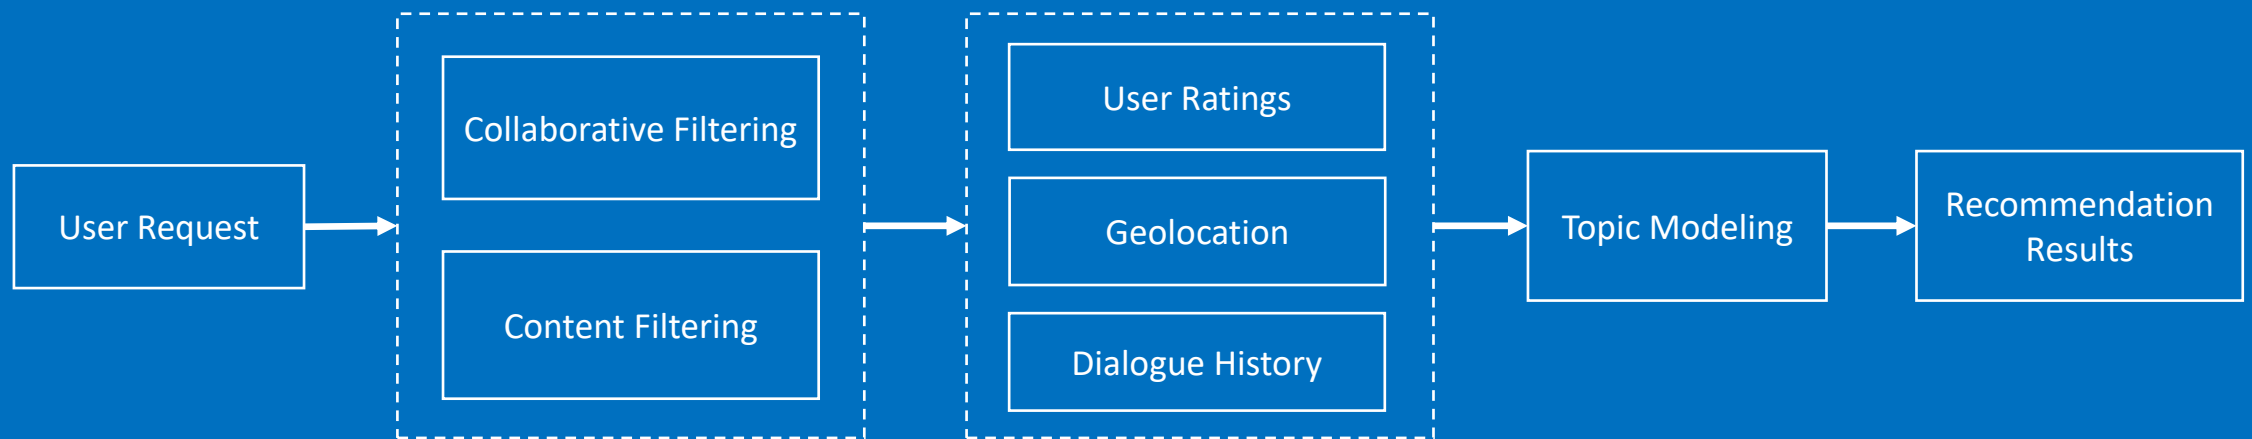 User Request
Collaborative Filtering
Content Filtering
User Ratings
Geolocation
Dialogue History
Topic Modeling
Recommendation
Results